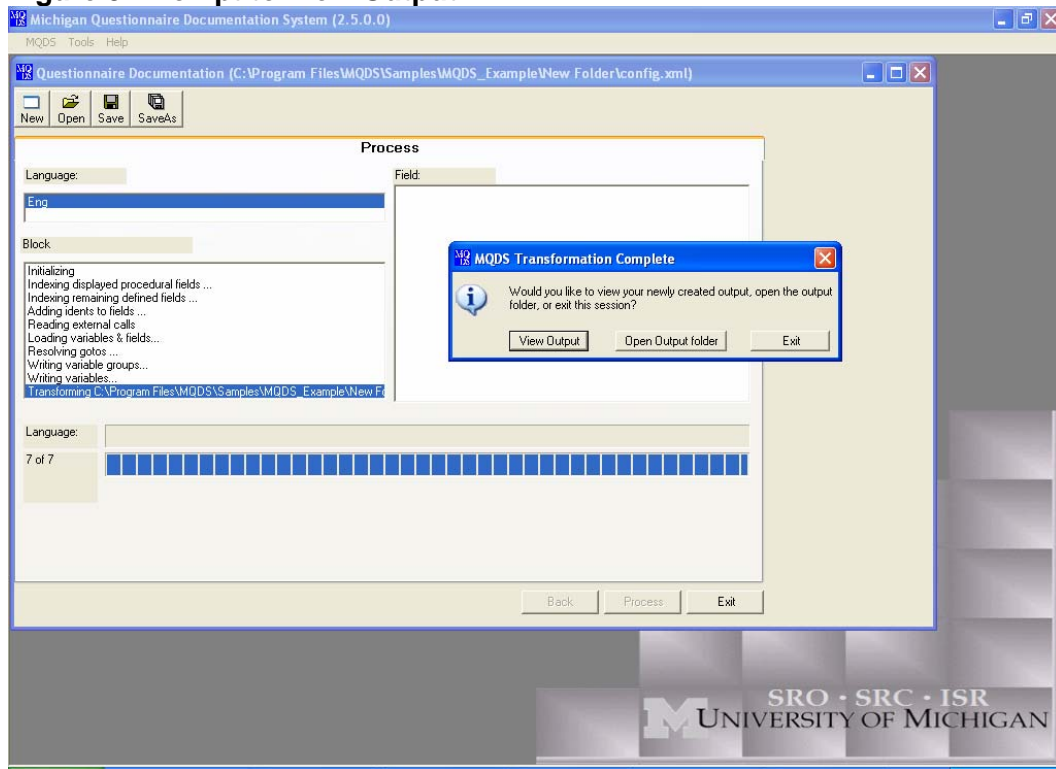 Michigan Questionnaire Documentation System (2.5.0.0)
MQDS Tools Help
Questionnaire Documentation (C:\Program Files\MQDS\Samples\MQDS_Example\New Folder\config.xml)
New Open Save SaveAs
Process
Language:
Field:
Eng
Block
Initializing
Indexing displayed procedural fields ...
Indexing remaining defined fields ...
Adding idents to fields ...
Reading external calls
Loading variables & fields...
Resolving gotos ...
Writing variable groups...
Writing variables...
Transforming C:\Program Files\MQDS\Samples\MQDS_Example\New Fo
MQDS Transformation Complete
Would you like to view your newly created output, open the output
folder, or exit this session?
View Output Open Output folder Exit
Language:
7 of 7
Back Process Exit
SRO • SRC • ISR
UNIVERSITY OF MICHIGAN